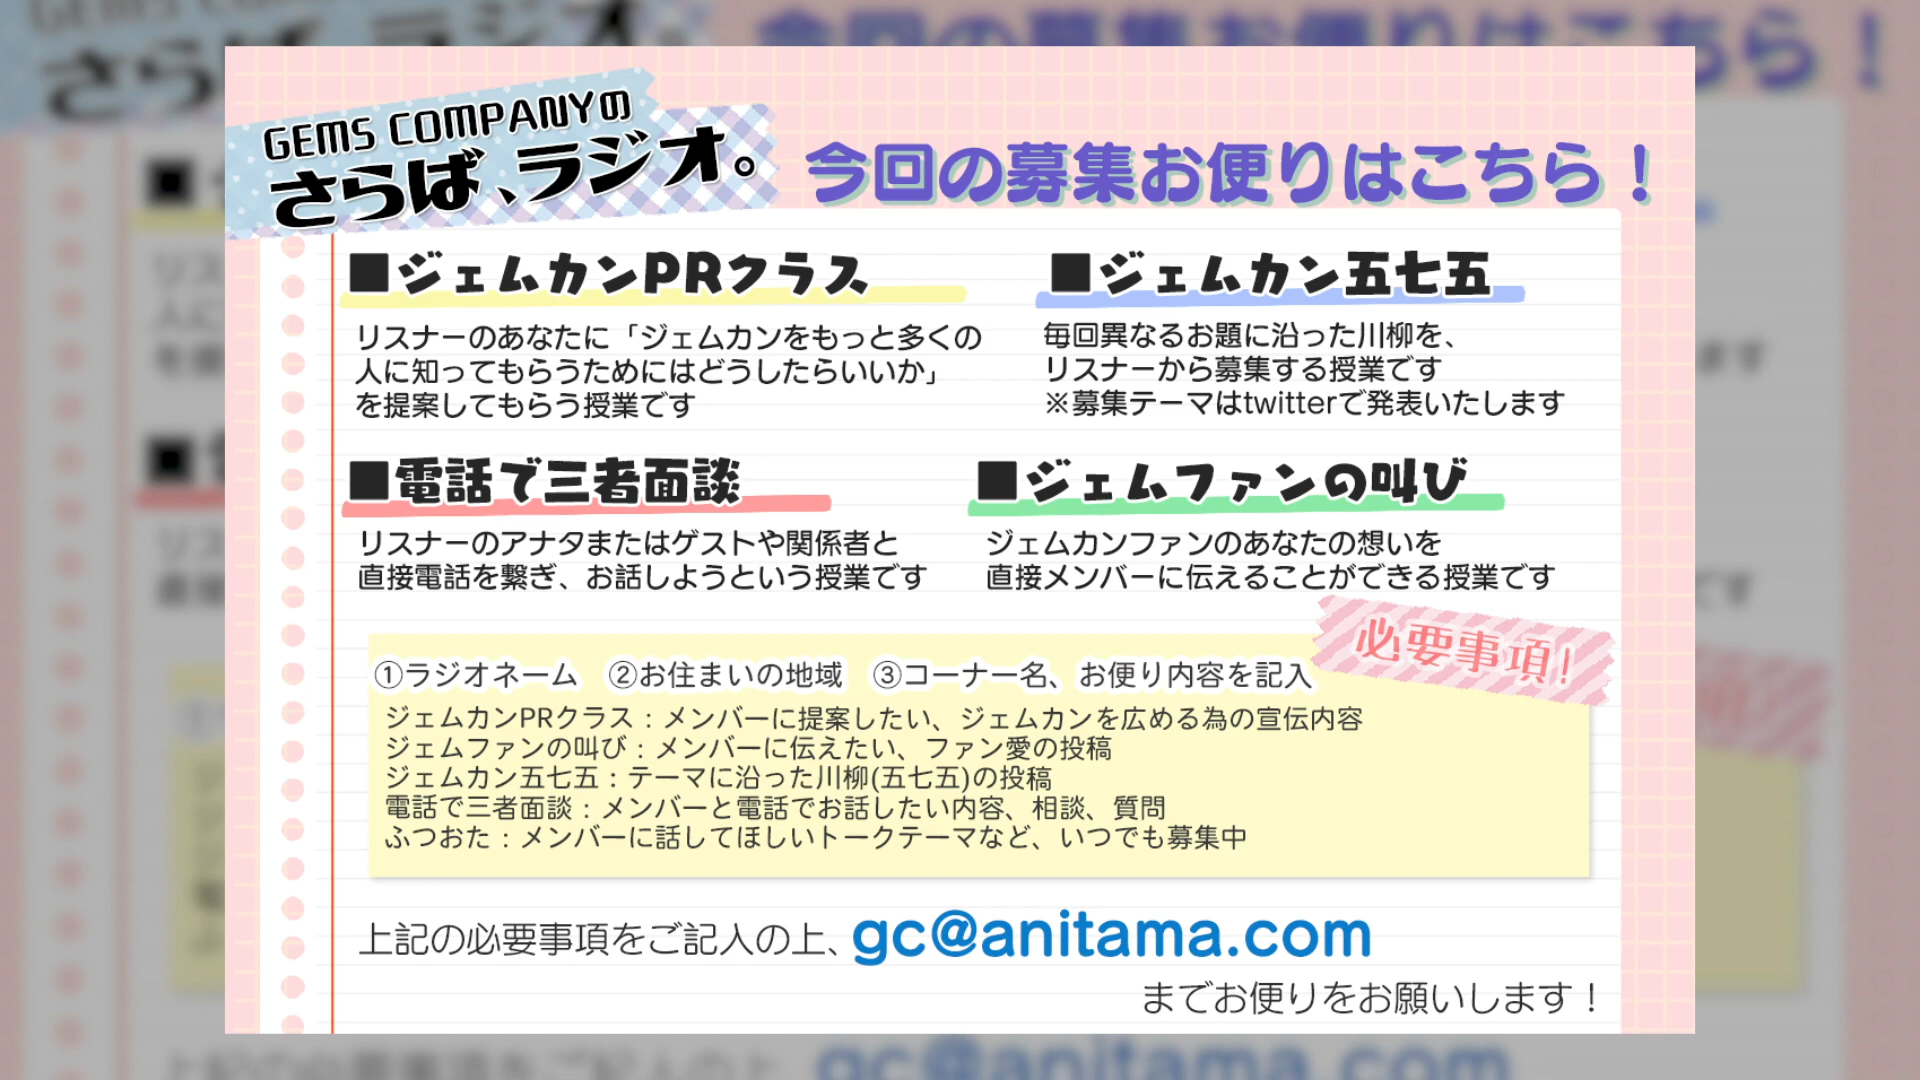 GEMS COMPANYの
さらば、ラジオ。
今回の募集お便りはこちら！
■ジェムカンPRクラス
リスナーのあなたに「ジェムカンをもっと多くの
人に知ってもらうためにはどうしたらいいか」
を提案してもらう授業です
■ジェムカン五七五
毎回異なるお題に沿った川柳を、
リスナーから募集する授業です
※募集テーマはtwitterで発表いたします
■電話で三者面談
リスナーのアナタまたはゲストや関係者と
直接電話を繋ぎ、お話しようという授業です
■ジェムファンの叫び
ジェムカンファンのあなたの想いを
直接メンバーに伝えることができる授業です
必要事項!
①ラジオネーム ②お住まいの地域 ③コーナー名、お便り内容を記入
ジェムカンPRクラス：メンバーに提案したい、ジェムカンを広める為の宣伝内容
ジェムファンの叫び：メンバーに伝えたい、ファン愛の投稿
ジェムカン五七五：テーマに沿った川柳(五七五)の投稿
電話で三者面談：メンバーと電話でお話したい内容、相談、質問
ふつおた：メンバーに話してほしいトークテーマなど、いつでも募集中
上記の必要事項をご記入の上、gc@anitama.com
までお便りをお願いします！